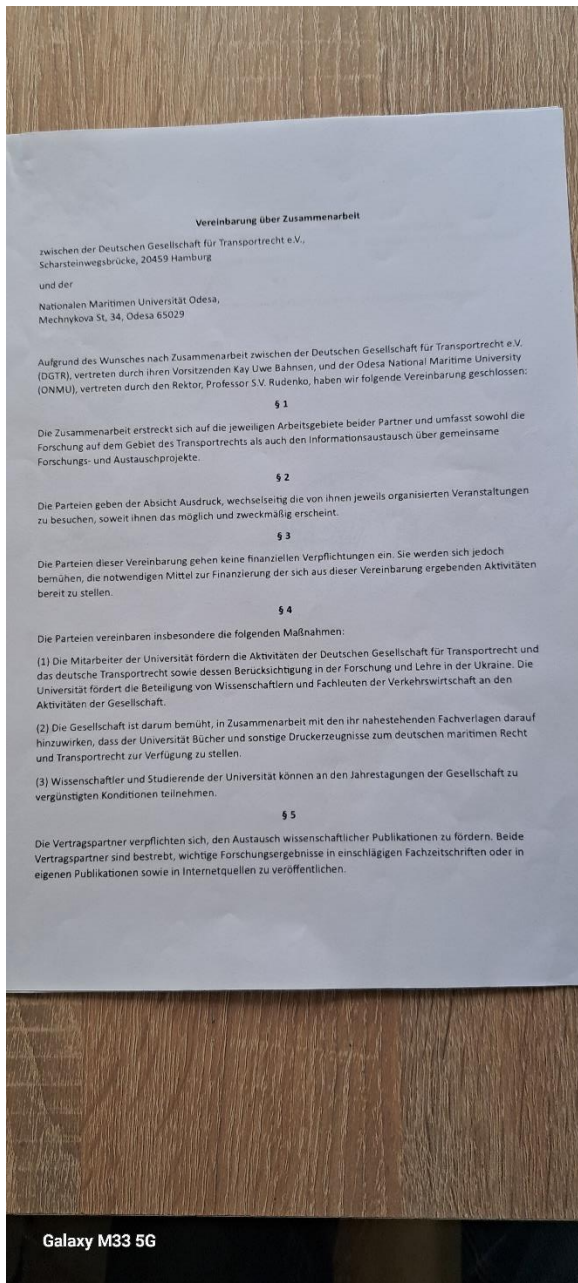 Vereinbarung über Zusammenarbeit
zwischen der Deutschen Gesellschaft für Transportrecht e.V.,
Scharsteinwegsbrücke, 20459 Hamburg
und der
Nationalen Maritimen Universität Odesa,
Mechnykova St, 34, Odesa 65029
Aufgrund des Wunsches nach Zusammenarbeit zwischen der Deutschen Gesellschaft für Transportrecht e.V.
(DGTR), vertreten durch ihren Vorsitzenden Kay Uwe Bahnsen, und der Odesa National Maritime University
(ONMU), vertreten durch den Rektor, Professor S.V. Rudenko, haben wir folgende Vereinbarung geschlossen:
§ 1
Die Zusammenarbeit erstreckt sich auf die jeweiligen Arbeitsgebiete beider Partner und umfasst sowohl die
Forschung auf dem Gebiet des Transportrechts als auch den Informationsaustausch über gemeinsame
Forschungs- und Austauschprojekte.
§ 2
Die Parteien geben der Absicht Ausdruck, wechselseitig die von ihnen jeweils organisierten Veranstaltungen
zu besuchen, soweit ihnen das möglich und zweckmäßig erscheint.
§ 3
Die Parteien dieser Vereinbarung gehen keine finanziellen Verpflichtungen ein. Sie werden sich jedoch
bemühen, die notwendigen Mittel zur Finanzierung der sich aus dieser Vereinbarung ergebenden Aktivitäten
bereit zu stellen.
§ 4
Die Parteien vereinbaren insbesondere die folgenden Maßnahmen:
(1) Die Mitarbeiter der Universität fördern die Aktivitäten der Deutschen Gesellschaft für Transportrecht und
das deutsche Transportrecht sowie dessen Berücksichtigung in der Forschung und Lehre in der Ukraine. Die
Universität fördert die Beteiligung von Wissenschaftlern und Fachleuten der Verkehrswirtschaft an den
Aktivitäten der Gesellschaft.
(2) Die Gesellschaft ist darum bemüht, in Zusammenarbeit mit den ihr nahestehenden Fachverlagen darauf
hinzuwirken, dass der Universität Bücher und sonstige Druckerzeugnisse zum deutschen maritimen Recht
und Transportrecht zur Verfügung zu stellen.
(3) Wissenschaftler und Studierende der Universität können an den Jahrestagungen der Gesellschaft zu
vergünstigten Konditionen teilnehmen.
§ 5
Die Vertragspartner verpflichten sich, den Austausch wissenschaftlicher Publikationen zu fördern. Beide
Vertragspartner sind bestrebt, wichtige Forschungsergebnisse in einschlägigen Fachzeitschriften oder in
eigenen Publikationen sowie in Internetquellen zu veröffentlichen.
Galaxy M33 5G